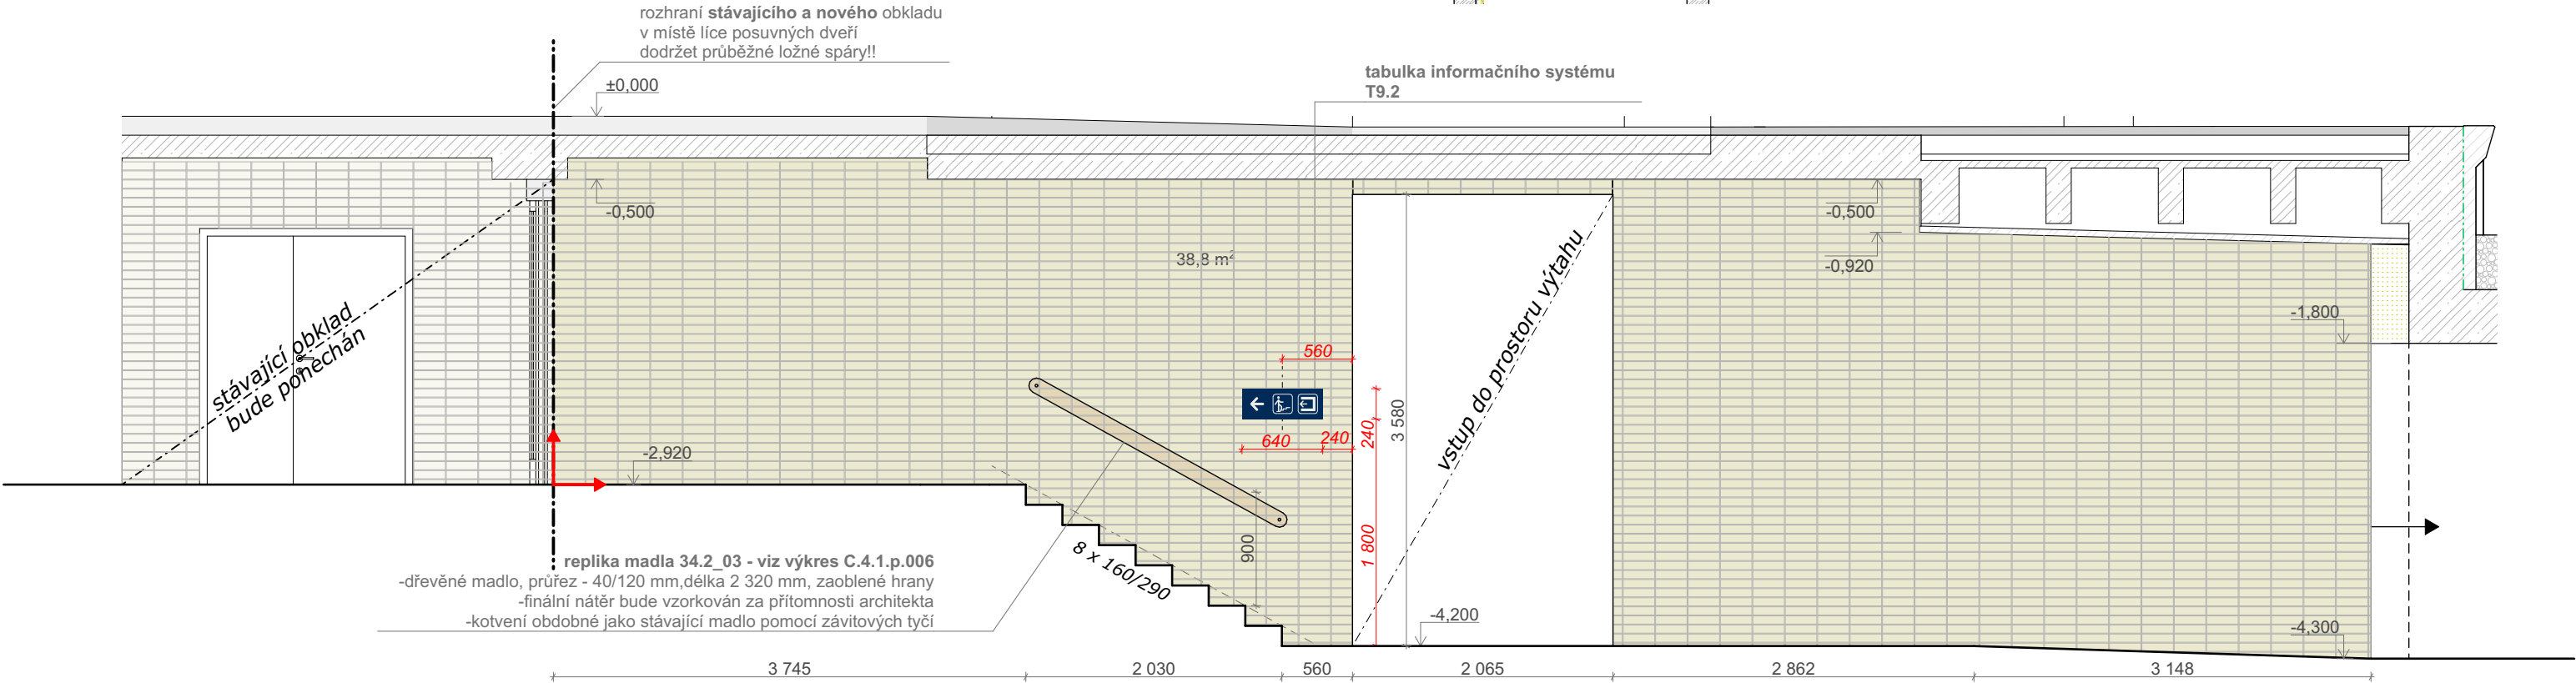 rozhraní stávajícího a nového obkladu
v místě líce posuvných dveří
dodržet průběžné ložné spáry!!
±0,000
tabulka informačního systému
T9.2
-0,500
-0,500
-0,920
38,8 m²
-1,800
stávající obklad
bude ponechán
vstup do prostoru výtahu
560
640
240
240
3 580
1 800
-2,920
900
8 x 160/290
replika madla 34.2_03 - viz výkres C.4.1.p.006
-dřevěné madlo, průřez - 40/120 mm,délka 2 320 mm, zaoblené hrany
-finální nátěr bude vzorkován za přítomnosti architekta
-kotvení obdobné jako stávající madlo pomocí závitových tyčí
-4,200
-4,300
3 745
2 030
560
2 065
2 862
3 148